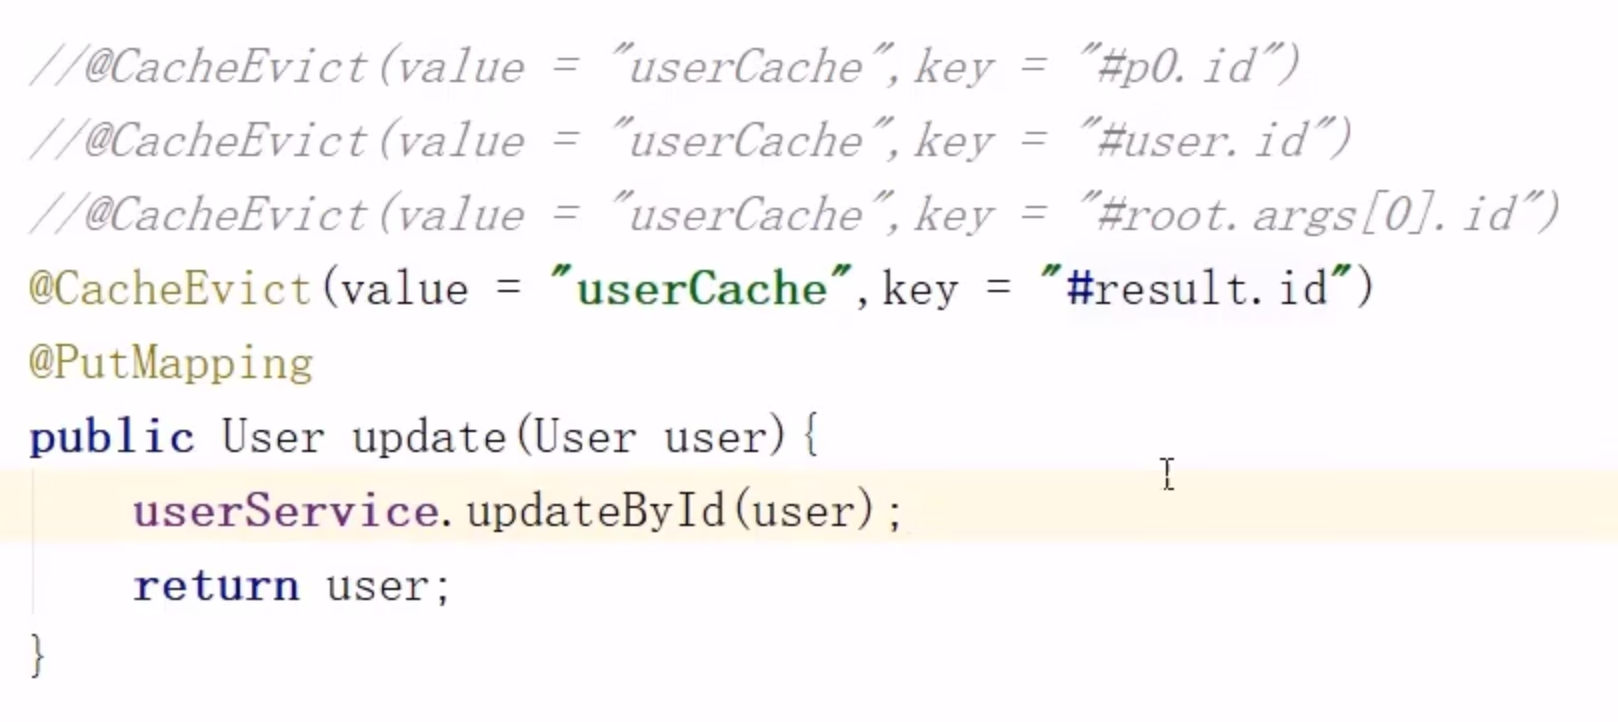 //@CacheEvict(value = "userCache",key = "#p0.id")
//@CacheEvict(value = "userCache",key = "#user.id")
//@CacheEvict(value = "userCache",key = "#root.args[0].id")
@CacheEvict(value = "userCache",key = "#result.id")
@PutMapping
public User update(User user){
    userService.updateById(user);
    return user;
}